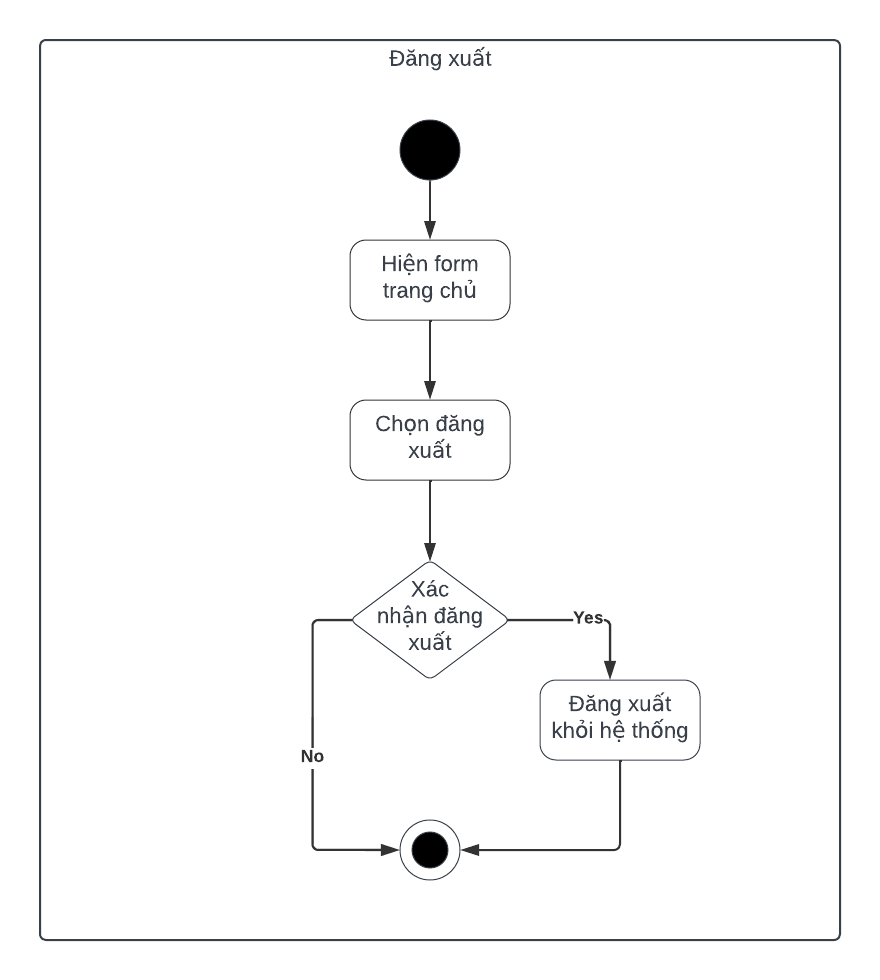 Đăng xuất
Hiện form
trang chủ
Chọn đăng
xuất
Xác
nhận đăng
xuất
Yes
Đăng xuất
khỏi hệ thống
No